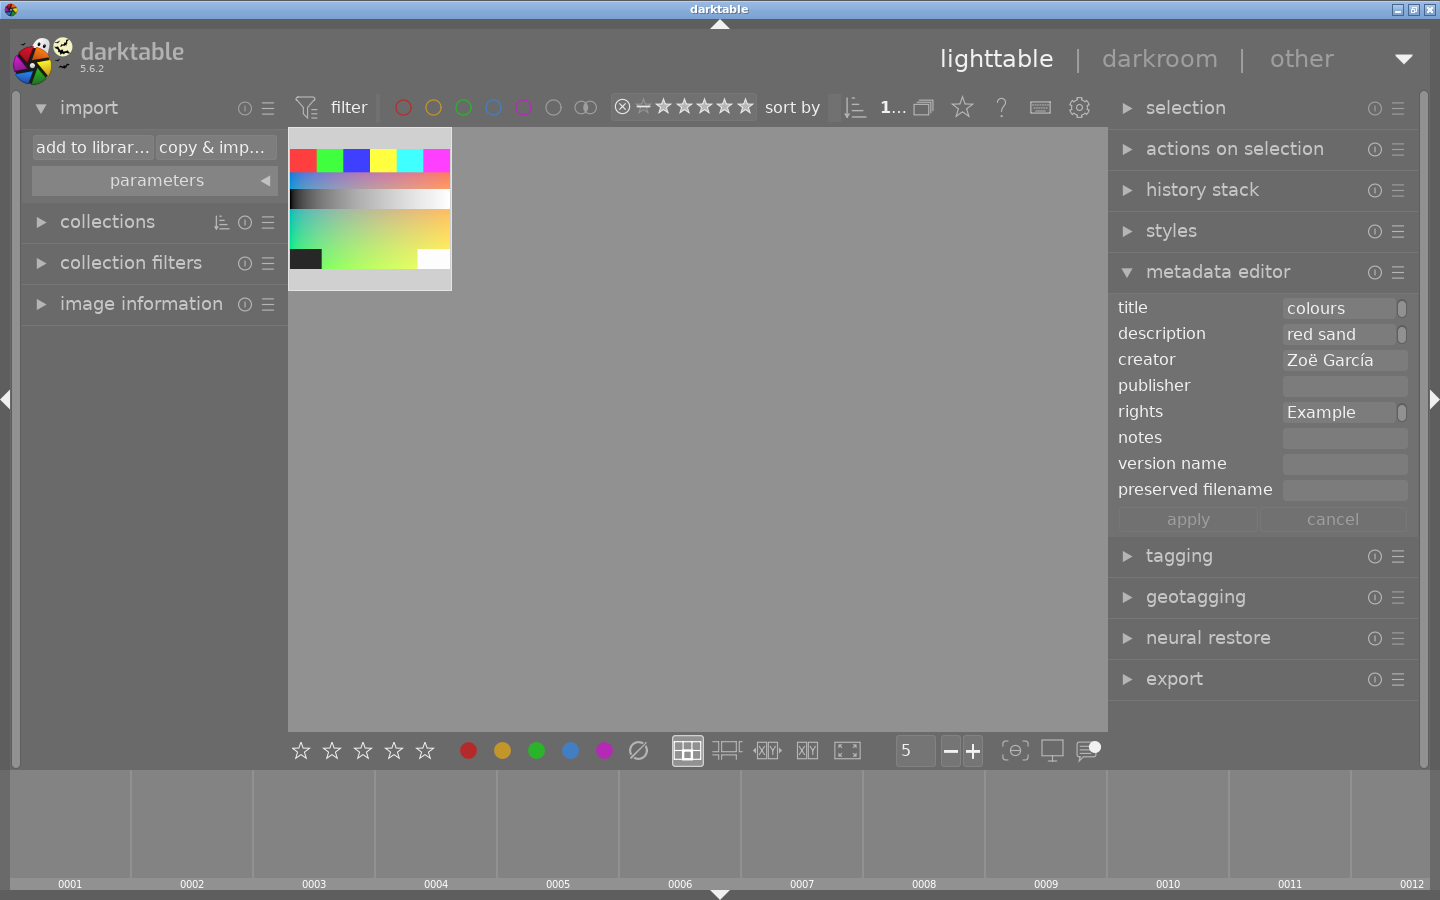 darktable
darktable
5.6.2
lighttable | darkroom | other
import
filter
sort by
1...
add to librar...
copy & imp...
parameters
collections
collection filters
image information
selection
actions on selection
history stack
styles
metadata editor
title
colours
description
red sand
creator
Zoë García
publisher
rights
Example
notes
version name
preserved filename
apply
cancel
tagging
geotagging
neural restore
export
5
0001
0002
0003
0004
0005
0006
0007
0008
0009
0010
0011
0012